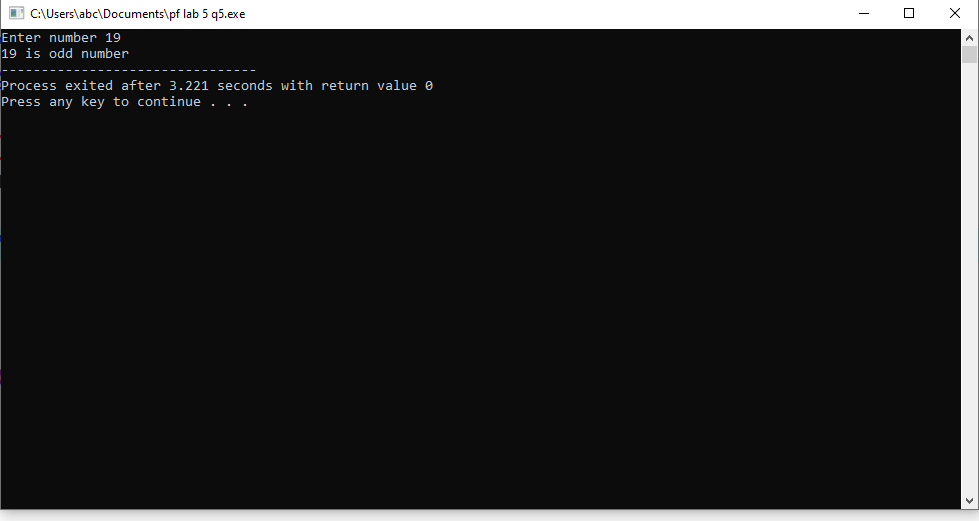 C:\Users\abc\Documents\pf lab 5 q5.exe
Enter number 19
19 is odd number
--------------------------------
Process exited after 3.221 seconds with return value 0
Press any key to continue . . .